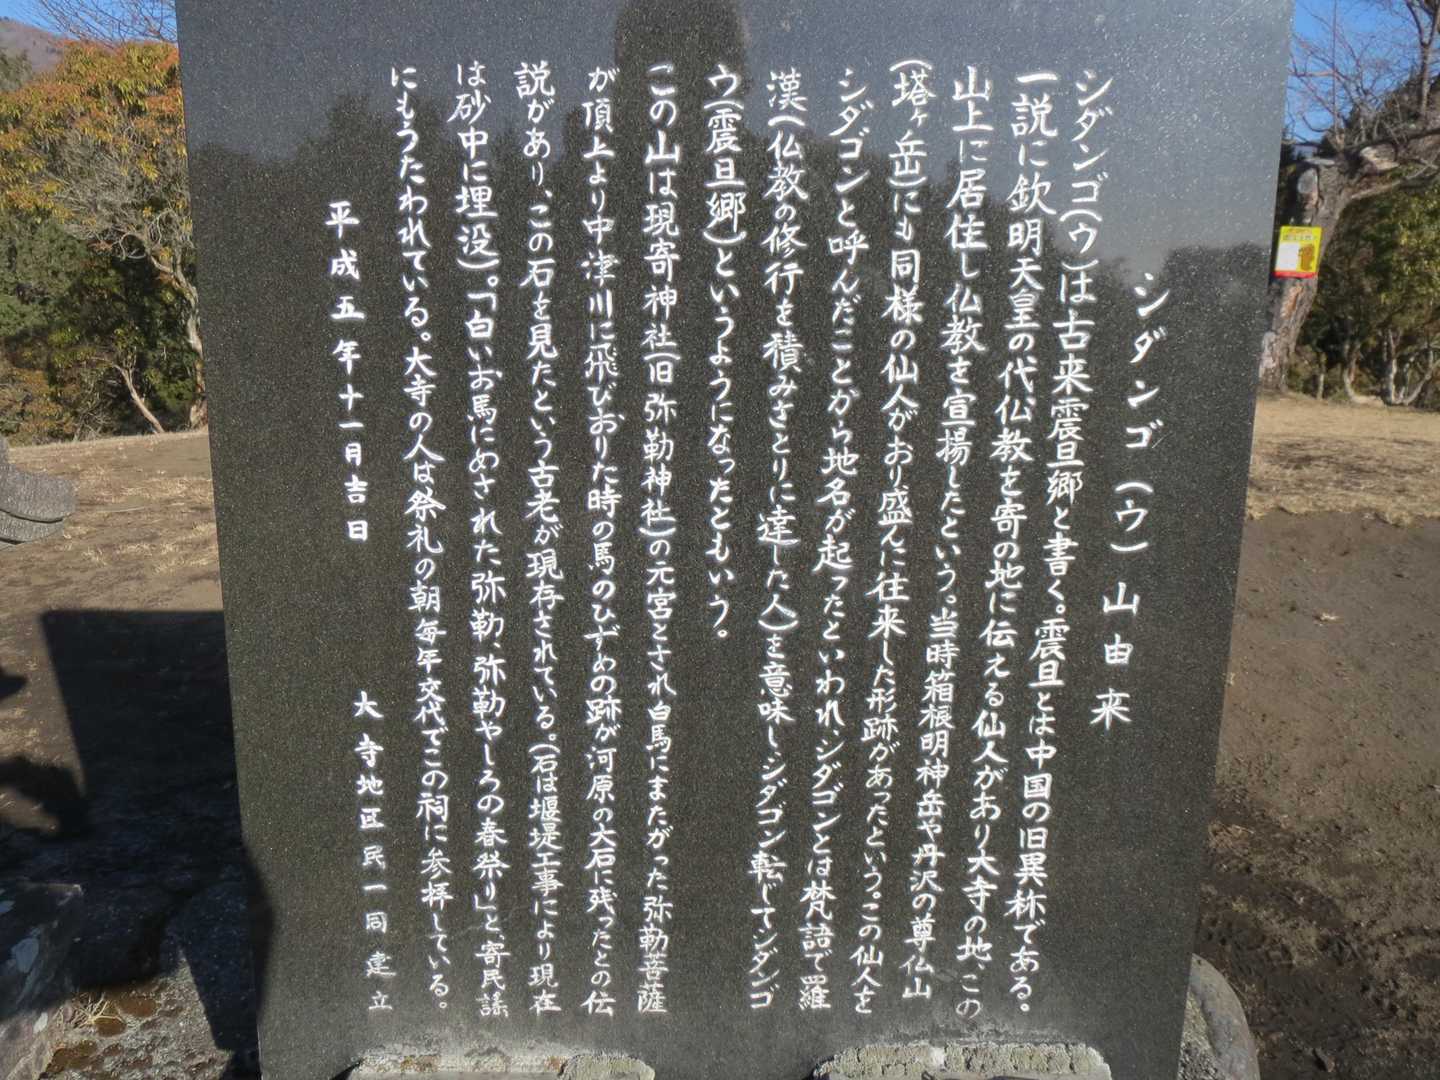 シダンゴ(ウ)山由来
シダンゴ(ウ)は古来震旦郷と書く。震旦とは中国の旧異称である。
一説に欽明天皇の代仏教を寄の地に伝える仙人があり大寺の地、この
山上に居住し仏教を宣揚したという。当時箱根明神岳や丹沢の尊仏山
(塔ヶ岳)にも同様の仙人がおり盛んに往来した形跡があったという。この仙人を
シダゴンと呼んだことから地名が起ったといわれ、シダゴンとは梵語で羅
漢(仏教の修行を積みさとりに達した人)を意味し、シダゴン転じてシダンゴ
ウ(震旦郷)というようになったともいう。
この山は現寄神社(旧弥勒神社)の元宮とされ白馬にまたがった弥勒菩薩
が頂上より中津川に飛びおりた時の馬のひずめの跡が河原の大石に残ったとの伝
説があり、この石を見たという古老が現存されている。(石は堰堤工事により現在
は砂中に埋没)。「白いお馬にめされた弥勒、弥勒やしろの春祭り」と、寄民謡
にもうたわれている。大寺の人は祭礼の朝毎年交代でこの祠に参拝している。
平成五年十一月吉日
大寺地区民一同建立